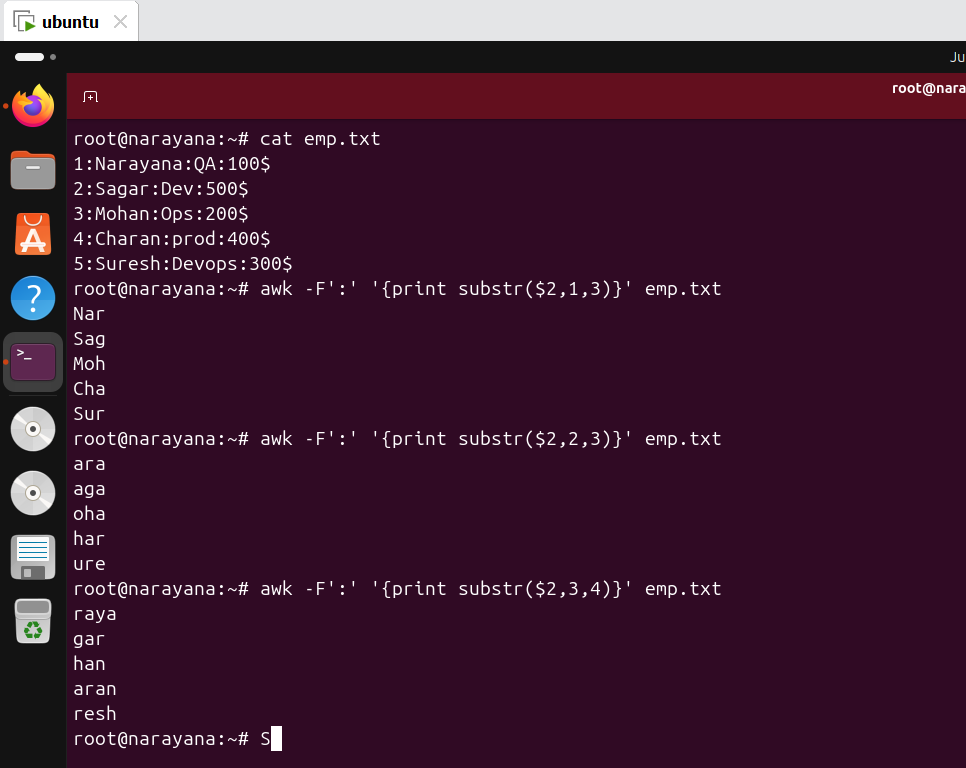 ubuntu
Ju
root@nara
root@narayana:~# cat emp.txt
1:Narayana:QA:100$
2:Sagar:Dev:500$
3:Mohan:Ops:200$
4:Charan:prod:400$
5:Suresh:Devops:300$
root@narayana:~# awk -F':' '{print substr($2,1,3)}' emp.txt
Nar
Sag
Moh
Cha
Sur
root@narayana:~# awk -F':' '{print substr($2,2,3)}' emp.txt
ara
aga
oha
har
ure
root@narayana:~# awk -F':' '{print substr($2,3,4)}' emp.txt
raya
gar
han
aran
resh
root@narayana:~# S